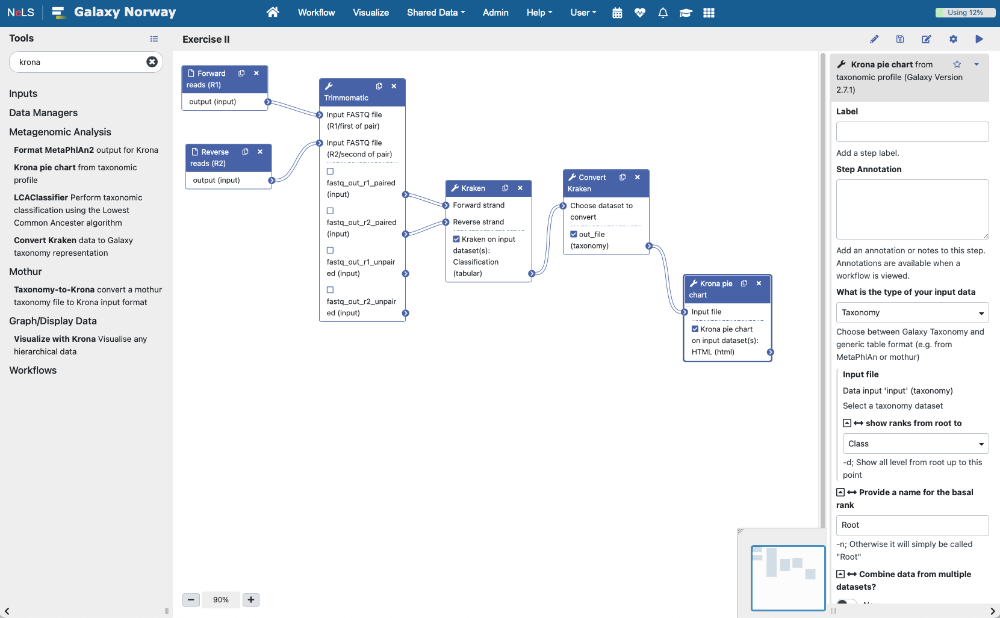 NeLS Galaxy Norway
Workflow Visualize Shared Data Admin Help User
Using 12%
Tools
krona
Inputs
Data Managers
Metagenomic Analysis
Format MetaPhlAn2 output for Krona
Krona pie chart from taxonomic
profile
LCAClassifier Perform taxonomic
classification using the Lowest
Common Ancester algorithm
Convert Kraken data to Galaxy
taxonomy representation
Mothur
Taxonomy-to-Krona convert a mothur
taxonomy file to Krona input format
Graph/Display Data
Visualize with Krona Visualise any
hierarchical data
Workflows
Exercise II
Forward
reads (R1)
output (input)
Reverse
reads (R2)
output (input)
Trimmomatic
Input FASTQ file
(R1/first of pair)
Input FASTQ file
(R2/second of pair)
fastq_out_r1_paired
(input)
fastq_out_r2_paired
(input)
fastq_out_r1_unpair
ed (input)
fastq_out_r2_unpair
ed (input)
Kraken
Forward strand
Reverse strand
Kraken on input
dataset(s):
Classification
(tabular)
Convert
Kraken
Choose dataset to
convert
out_file
(taxonomy)
Krona pie
chart
Input file
Krona pie chart
on input dataset(s):
HTML (html)
90%
Krona pie chart from
taxonomic profile (Galaxy Version
2.7.1)
Label
Add a step label.
Step Annotation
Add an annotation or notes to this step.
Annotations are available when a
workflow is viewed.
What is the type of your input data
Taxonomy
Choose between Galaxy Taxonomy and
generic table format (e.g. from
MetaPhlAn or mothur)
Input file
Data input 'input' (taxonomy)
Select a taxonomy dataset
show ranks from root to
Class
-d; Show all level from root up to this
point
Provide a name for the basal
rank
Root
-n; Otherwise it will simply be called
"Root"
Combine data from multiple
datasets?